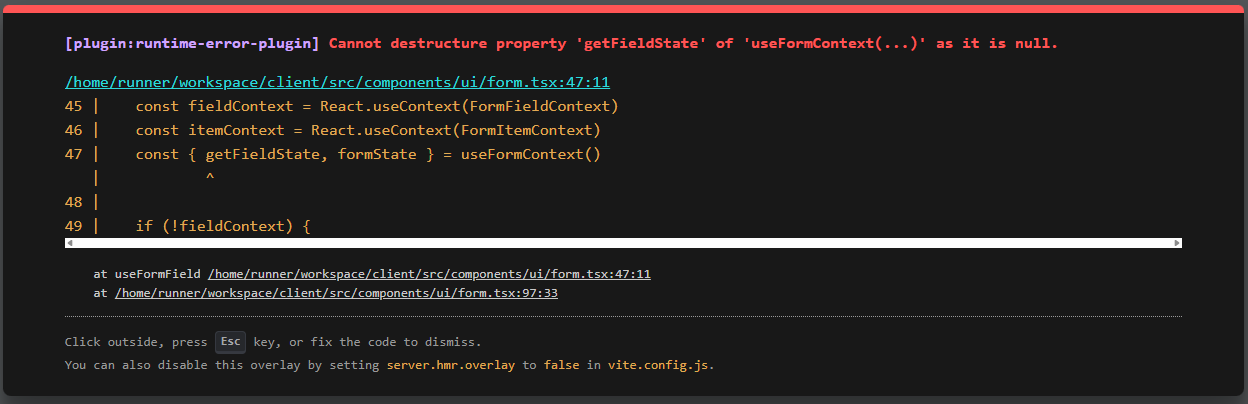 [plugin:runtime-error-plugin] Cannot destructure property 'getFieldState' of 'useFormContext(...)' as it is null.
/home/runner/workspace/client/src/components/ui/form.tsx:47:11
45 |    const fieldContext = React.useContext(FormFieldContext)
46 |    const itemContext = React.useContext(FormItemContext)
47 |    const { getFieldState, formState } = useFormContext()
   |            ^
48 |
49 |    if (!fieldContext) {
at useFormField /home/runner/workspace/client/src/components/ui/form.tsx:47:11
at /home/runner/workspace/client/src/components/ui/form.tsx:97:33
Click outside, press Esc key, or fix the code to dismiss.
You can also disable this overlay by setting server.hmr.overlay to false in vite.config.js.